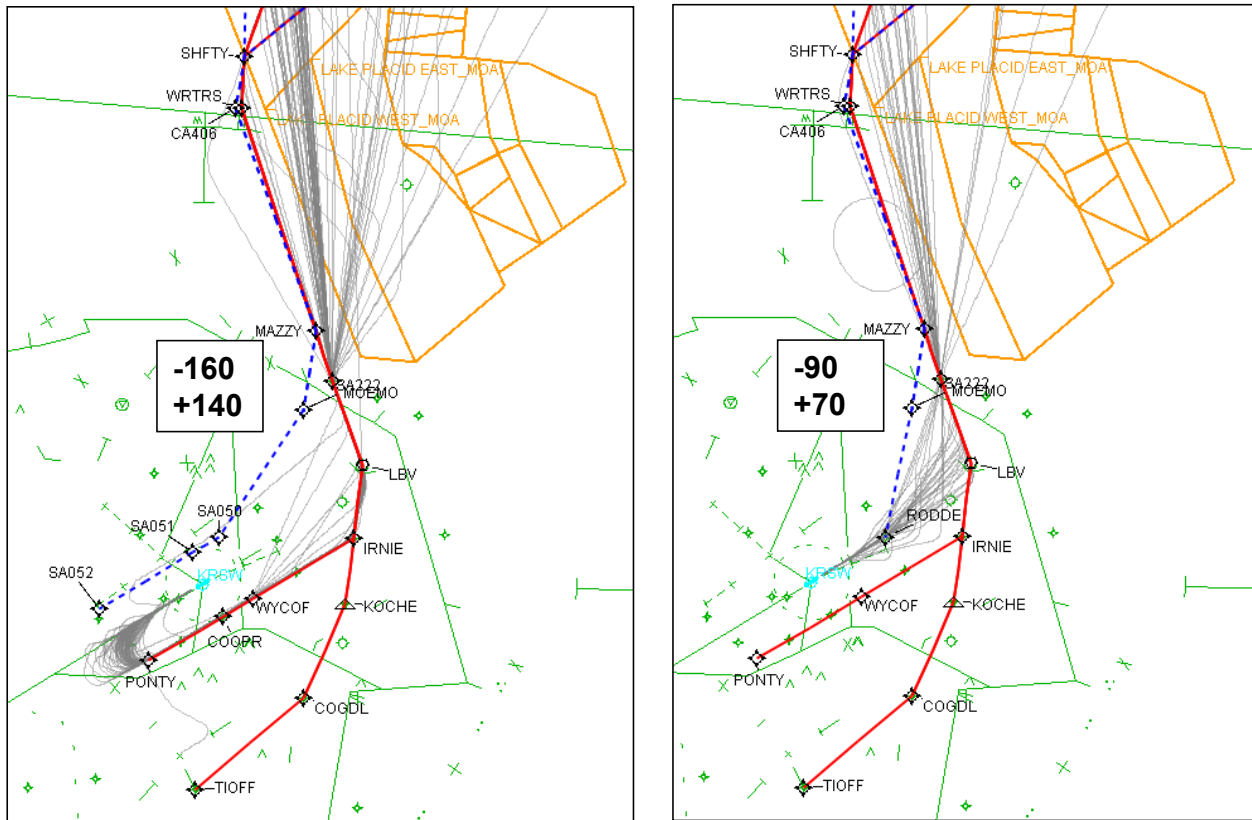 SHFTY
LAKE PLACID EAST_MOA
WRTRS
LAKE PLACID WEST_MOA
CA406
MAZZY
-160
+140
SA222
MOEMO
LBV
SA050
SA051
IRNIE
SA052
KRSW
WYCOF
KOCHE
COOPR
PONTY
COGDL
TIOFF
SHFTY
LAKE PLACID EAST_MOA
WRTRS
LAKE PLACID WEST_MOA
CA406
MAZZY
-90
+70
SA222
MOEMO
LBV
RODDE
IRNIE
KRSW
WYCOF
KOCHE
PONTY
COGDL
TIOFF